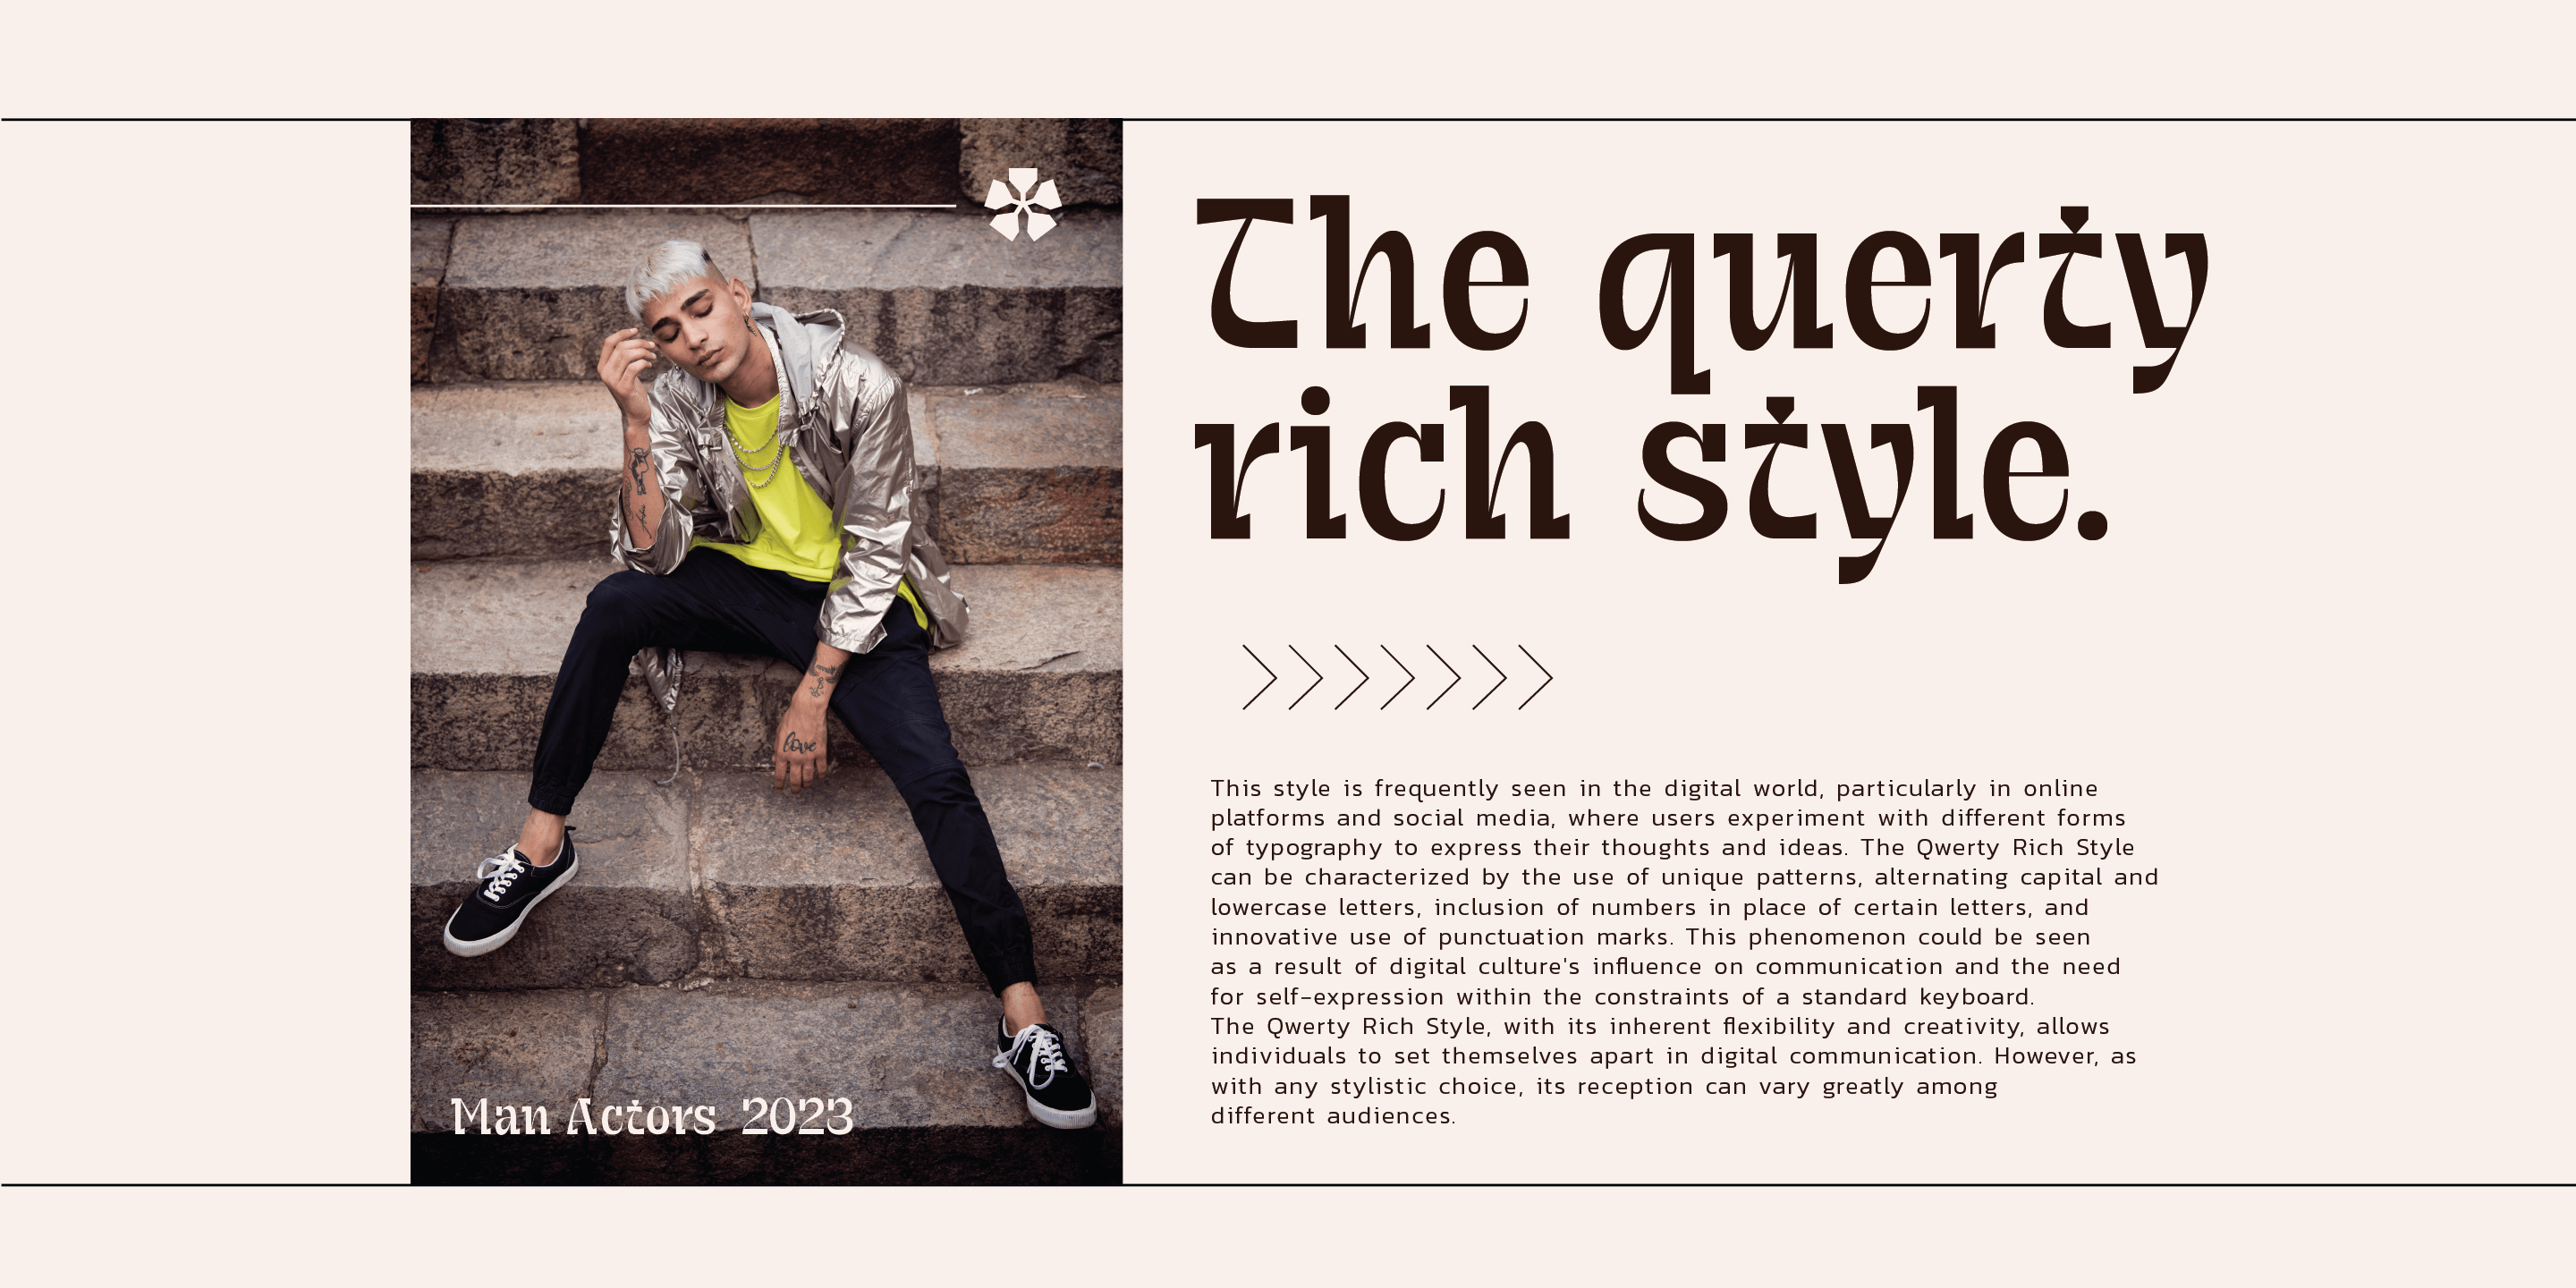 The querty
rich style.
This style is frequently seen in the digital world, particularly in online
platforms and social media, where users experiment with different forms
of typography to express their thoughts and ideas. The Qwerty Rich Style
can be characterized by the use of unique patterns, alternating capital and
lowercase letters, inclusion of numbers in place of certain letters, and
innovative use of punctuation marks. This phenomenon could be seen
as a result of digital culture's influence on communication and the need
for self-expression within the constraints of a standard keyboard.
The Qwerty Rich Style, with its inherent flexibility and creativity, allows
individuals to set themselves apart in digital communication. However, as
with any stylistic choice, its reception can vary greatly among
different audiences.
love
Man Actors 2023